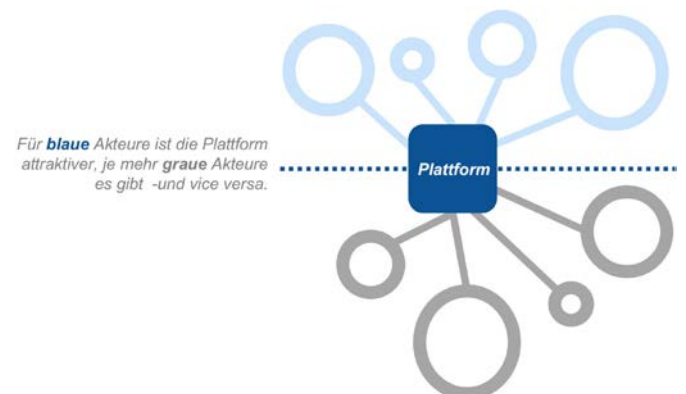 Für blaue Akteure ist die Plattform
attraktiver, je mehr graue Akteure
es gibt -und vice versa.
Plattform